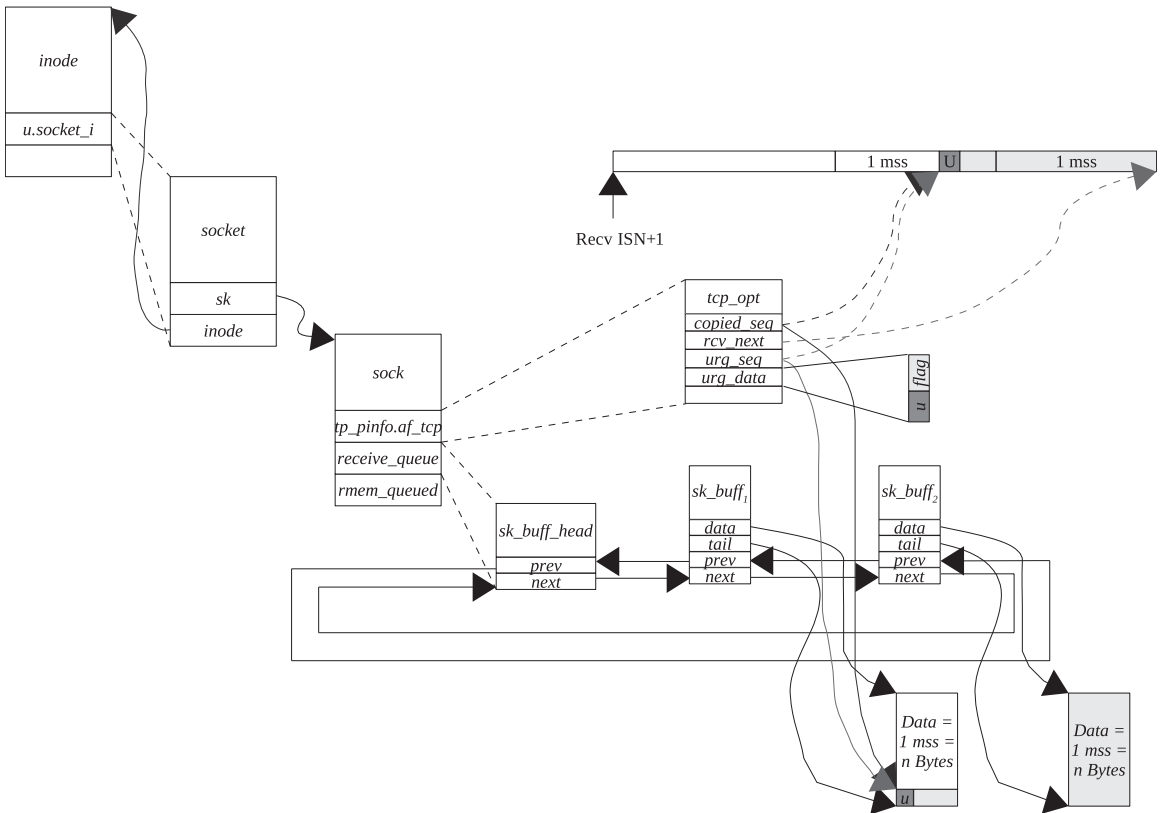 inode
u.socket_i
socket
sk
inode
1 mss
U
1 mss
Recv ISN+1
tcp_opt
copied_seq
rcv_next
urg_seq
urg_data
flag
u
sock
tp_pinfo.af_tcp
receive_queue
rmem_queued
sk_buff_head
prev
next
sk_buff1
data
tail
prev
next
sk_buff2
data
tail
prev
next
Data =
1 mss =
n Bytes
u
Data =
1 mss =
n Bytes